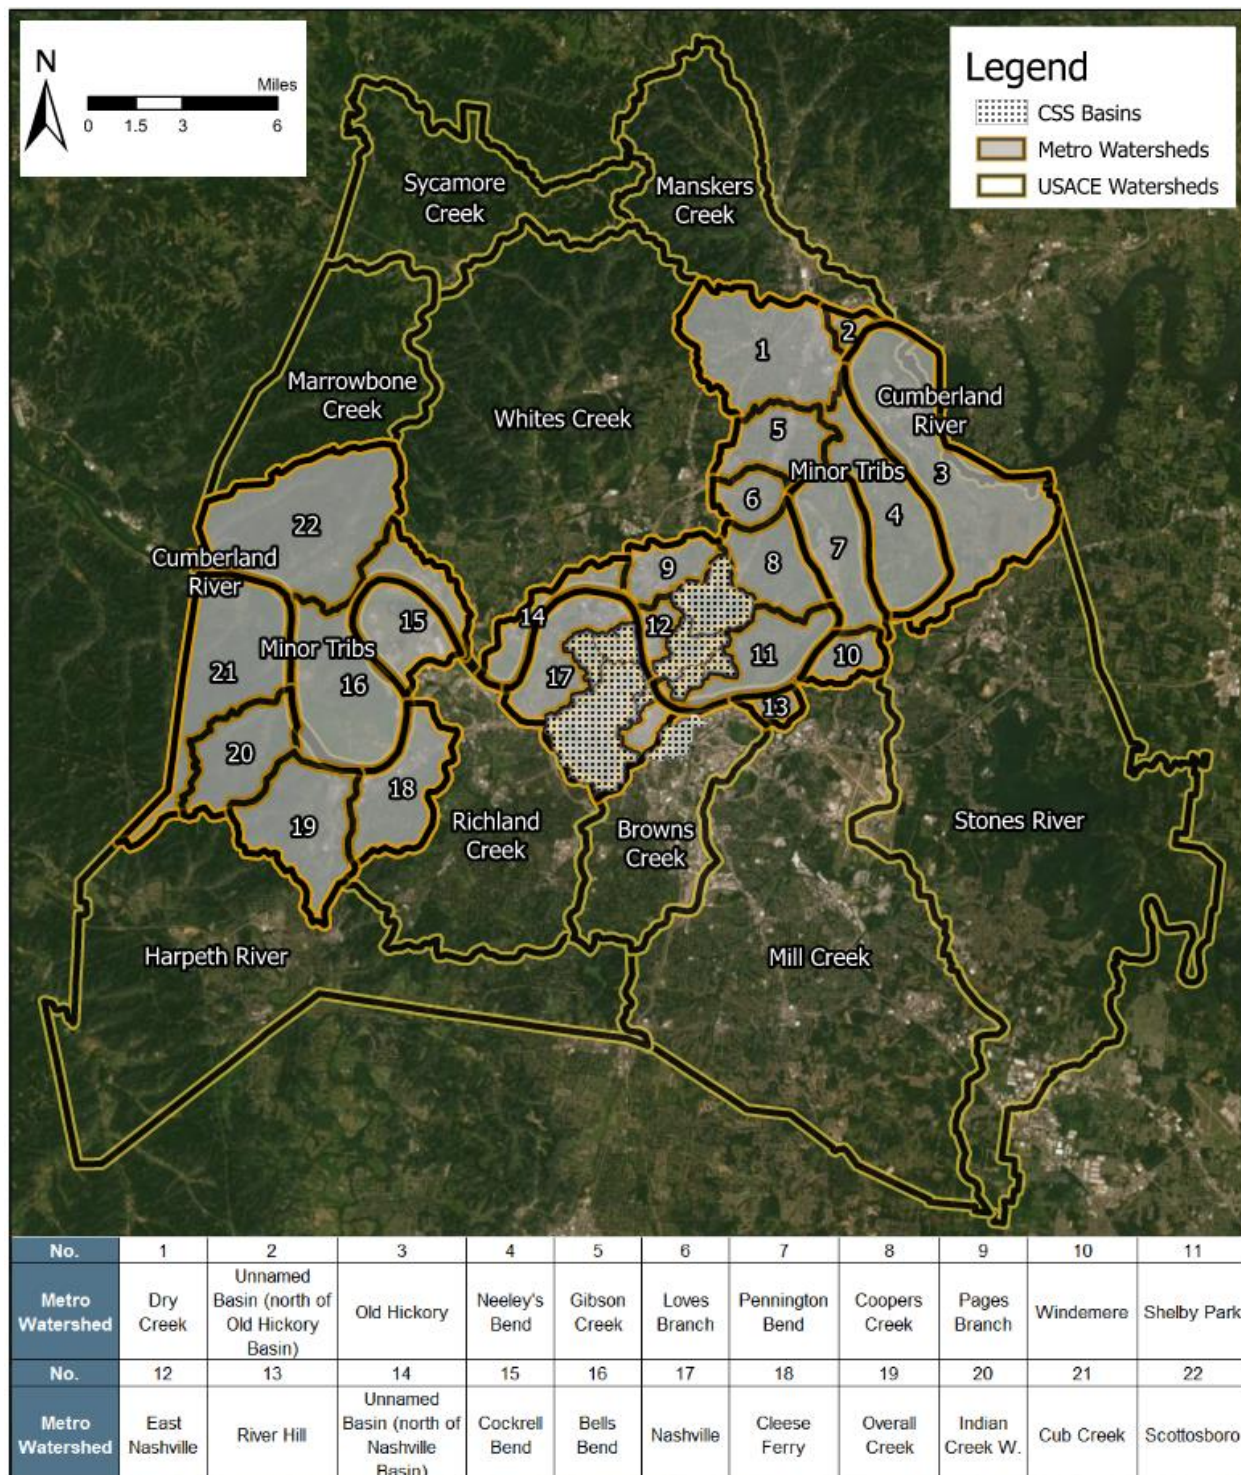 N
Miles
0 1.5 3 6
Legend
CSS Basins
Metro Watersheds
USACE Watersheds
Sycamore
Creek
Manskers
Creek
1
2
Marrowbone
Creek
Whites Creek
Cumberland
River
5
Minor Tribs
3
6
4
22
7
8
9
Cumberland
River
15
14
12
Minor Tribs
11
10
16
17
21
13
20
18
19
Richland
Creek
Browns
Creek
Stones River
Harpeth River
Mill Creek
No. 1 2 3 4 5 6 7 8 9 10 11
Metro
Watershed
Dry
Creek
Unnamed
Basin (north of
Old Hickory
Basin)
Old Hickory
Neeley's
Bend
Gibson
Creek
Loves
Branch
Pennington
Bend
Coopers
Creek
Pages
Branch
Windemere
Shelby Park
No. 12 13 14 15 16 17 18 19 20 21 22
Metro
Watershed
East
Nashville
River Hill
Unnamed
Basin (north of
Nashville
Basin)
Cockrell
Bend
Bells
Bend
Nashville
Cleese
Ferry
Overall
Creek
Indian
Creek W.
Cub Creek
Scottosboro